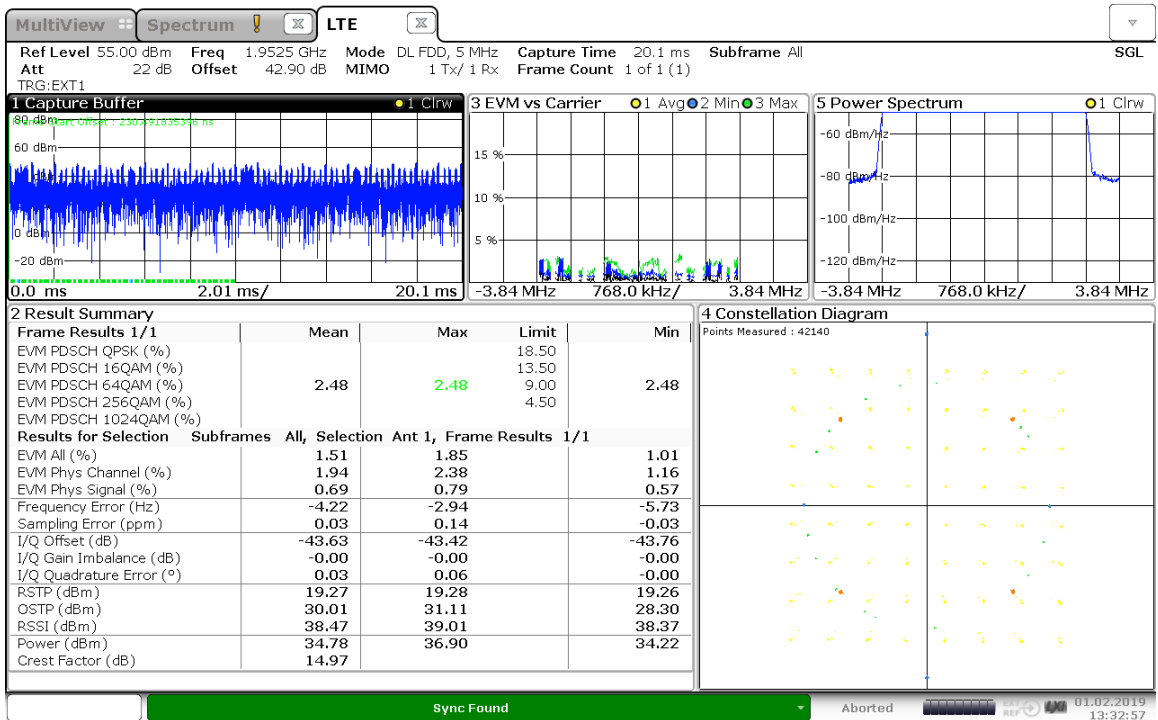 MultiView Spectrum ! x LTE x
Ref Level 55.00 dBm Freq 1.9525 GHz Mode DL FDD, 5 MHz Capture Time 20.1 ms Subframe All SGL
Att 22 dB Offset 42.90 dB MIMO 1 Tx/ 1 Rx Frame Count 1 of 1 (1)
TRG:EXT1
1 Capture Buffer 1 Clrw
80 dBm
60 dBm
0 dBm
-20 dBm
0.0 ms 2.01 ms/ 20.1 ms
3 EVM vs Carrier 1 Avg 2 Min 3 Max
15 %
10 %
5 %
-3.84 MHz 768.0 kHz/ 3.84 MHz
5 Power Spectrum 1 Clrw
-60 dBm/Hz
-80 dBm/Hz
-100 dBm/Hz
-120 dBm/Hz
-3.84 MHz 768.0 kHz/ 3.84 MHz
2 Result Summary
Frame Results 1/1 Mean Max Limit Min
EVM PDSCH QPSK (%) 18.50
EVM PDSCH 16QAM (%) 13.50
EVM PDSCH 64QAM (%) 2.48 2.48 9.00 2.48
EVM PDSCH 256QAM (%) 4.50
EVM PDSCH 1024QAM (%)
Results for Selection Subframes All, Selection Ant 1, Frame Results 1/1
EVM All (%) 1.51 1.85 1.01
EVM Phys Channel (%) 1.94 2.38 1.16
EVM Phys Signal (%) 0.69 0.79 0.57
Frequency Error (Hz) -4.22 -2.94 -5.73
Sampling Error (ppm) 0.03 0.14 -0.03
I/Q Offset (dB) -43.63 -43.42 -43.76
I/Q Gain Imbalance (dB) -0.00 -0.00 -0.00
I/Q Quadrature Error (°) 0.03 0.06 -0.00
RSTP (dBm) 19.27 19.28 19.26
OSTP (dBm) 30.01 31.11 28.30
RSSI (dBm) 38.47 39.01 38.37
Power (dBm) 34.78 36.90 34.22
Crest Factor (dB) 14.97
4 Constellation Diagram
Points Measured : 42140
Sync Found Aborted EXT REF LXI 01.02.2019
13:32:57